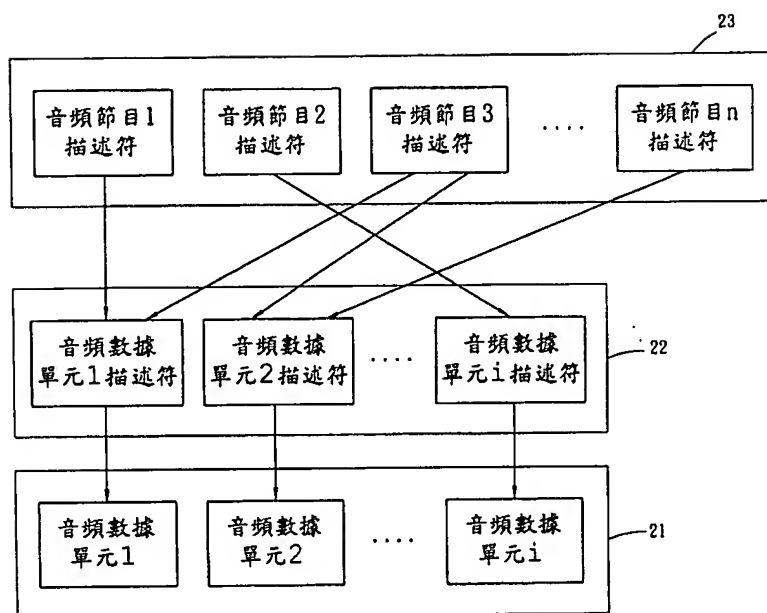 23
音頻節目1
描述符
音頻節目2
描述符
音頻節目3
描述符
....
音頻節目n
描述符
音頻數據
單元1描述符
音頻數據
單元2描述符
....
音頻數據
單元i描述符
22
音頻數據
單元1
音頻數據
單元2
....
音頻數據
單元i
21